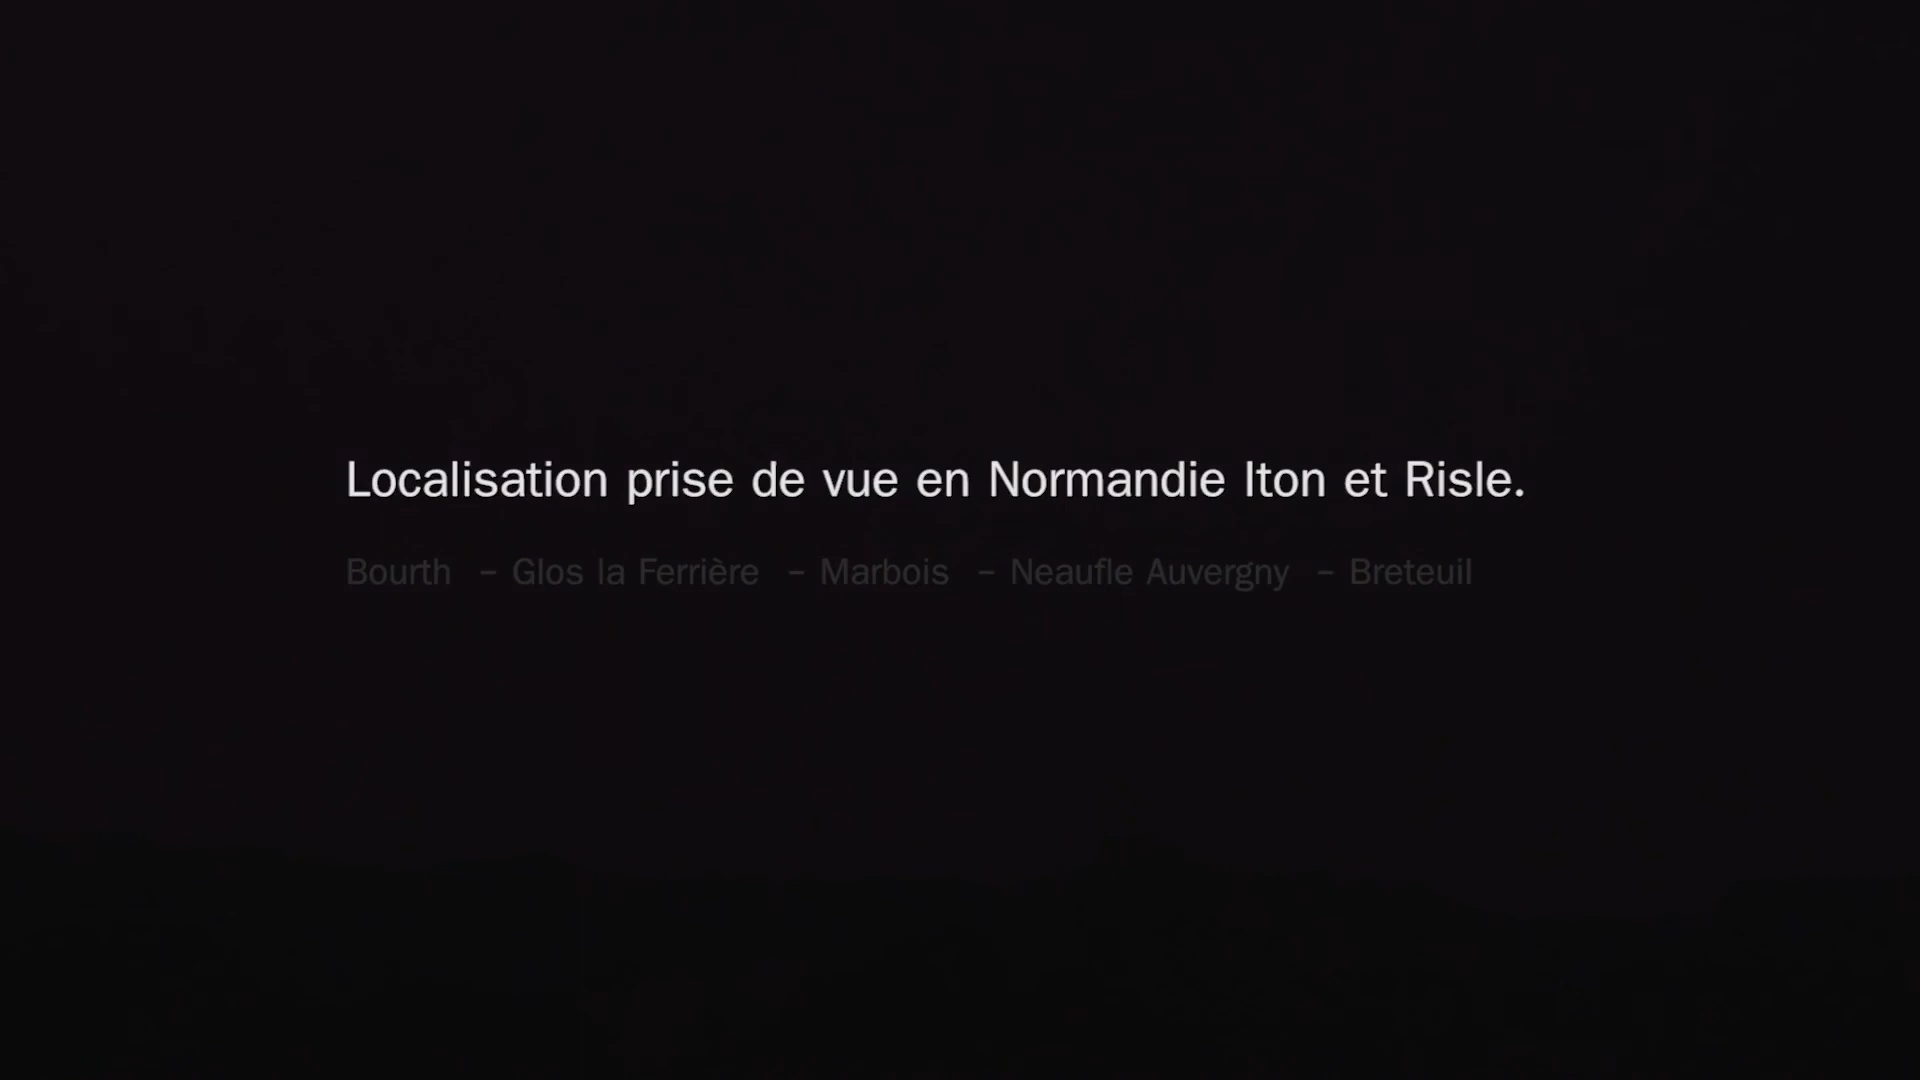 Localisation prise de vue en Normandie Iton et Risle.
Bourth – Glos la Ferrière – Marbois – Neaufle Auvergny – Breteuil